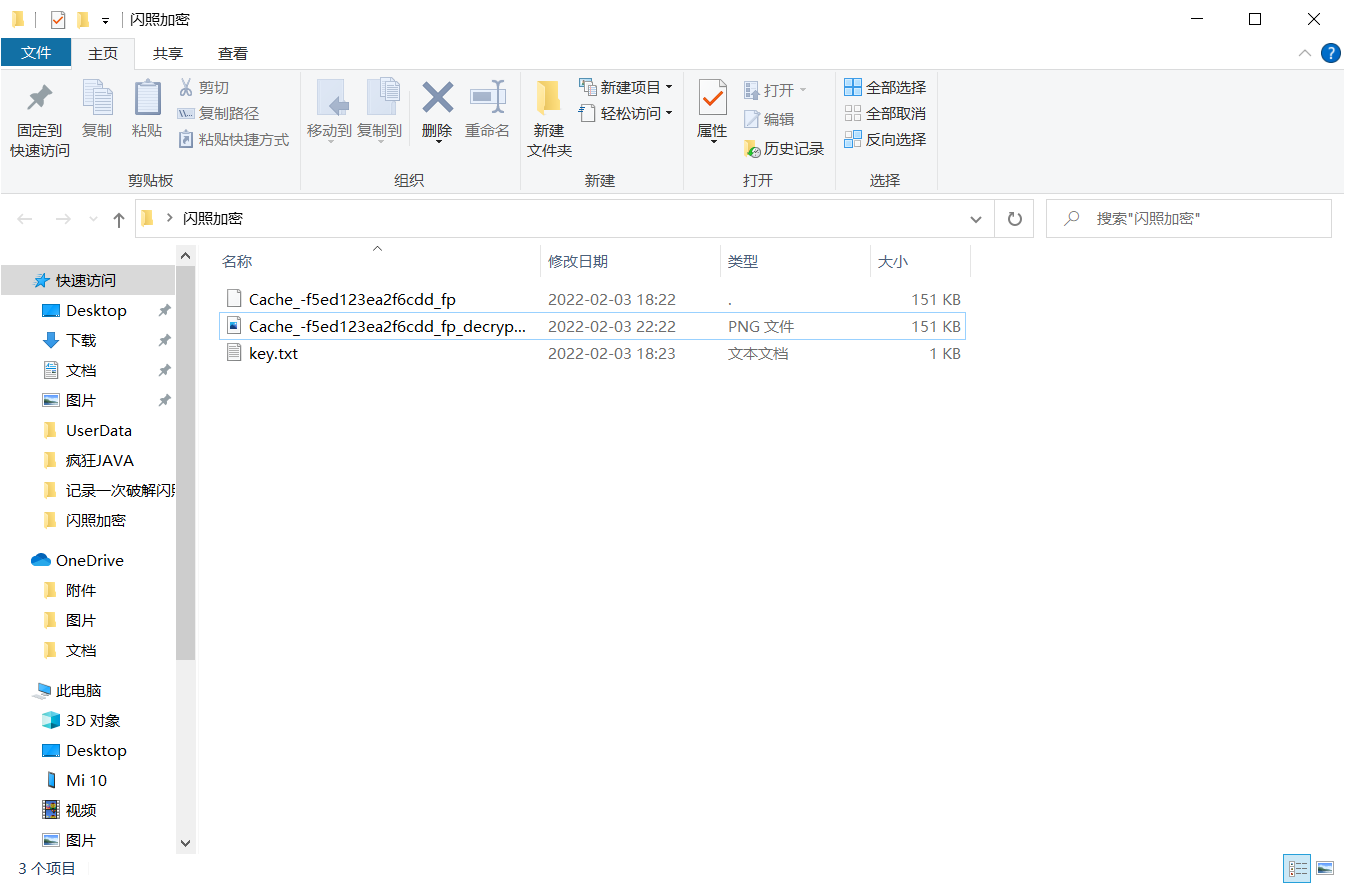 闪照加密
文件 主页 共享 查看
固定到
快速访问
复制
粘贴
剪切
复制路径
粘贴快捷方式
剪贴板
移动到
复制到
删除
重命名
组织
新建
文件夹
新建项目
轻松访问
新建
属性
打开
编辑
历史记录
打开
全部选择
全部取消
反向选择
选择
闪照加密
搜索"闪照加密"
快速访问
Desktop
下载
文档
图片
UserData
疯狂JAVA
记录一次破解闪
闪照加密
OneDrive
附件
图片
文档
此电脑
3D 对象
Desktop
Mi 10
视频
图片
名称 修改日期 类型 大小
Cache_-f5ed123ea2f6cdd_fp 2022-02-03 18:22 . 151 KB
Cache_-f5ed123ea2f6cdd_fp_decryp... 2022-02-03 22:22 PNG 文件 151 KB
key.txt 2022-02-03 18:23 文本文档 1 KB
3 个项目